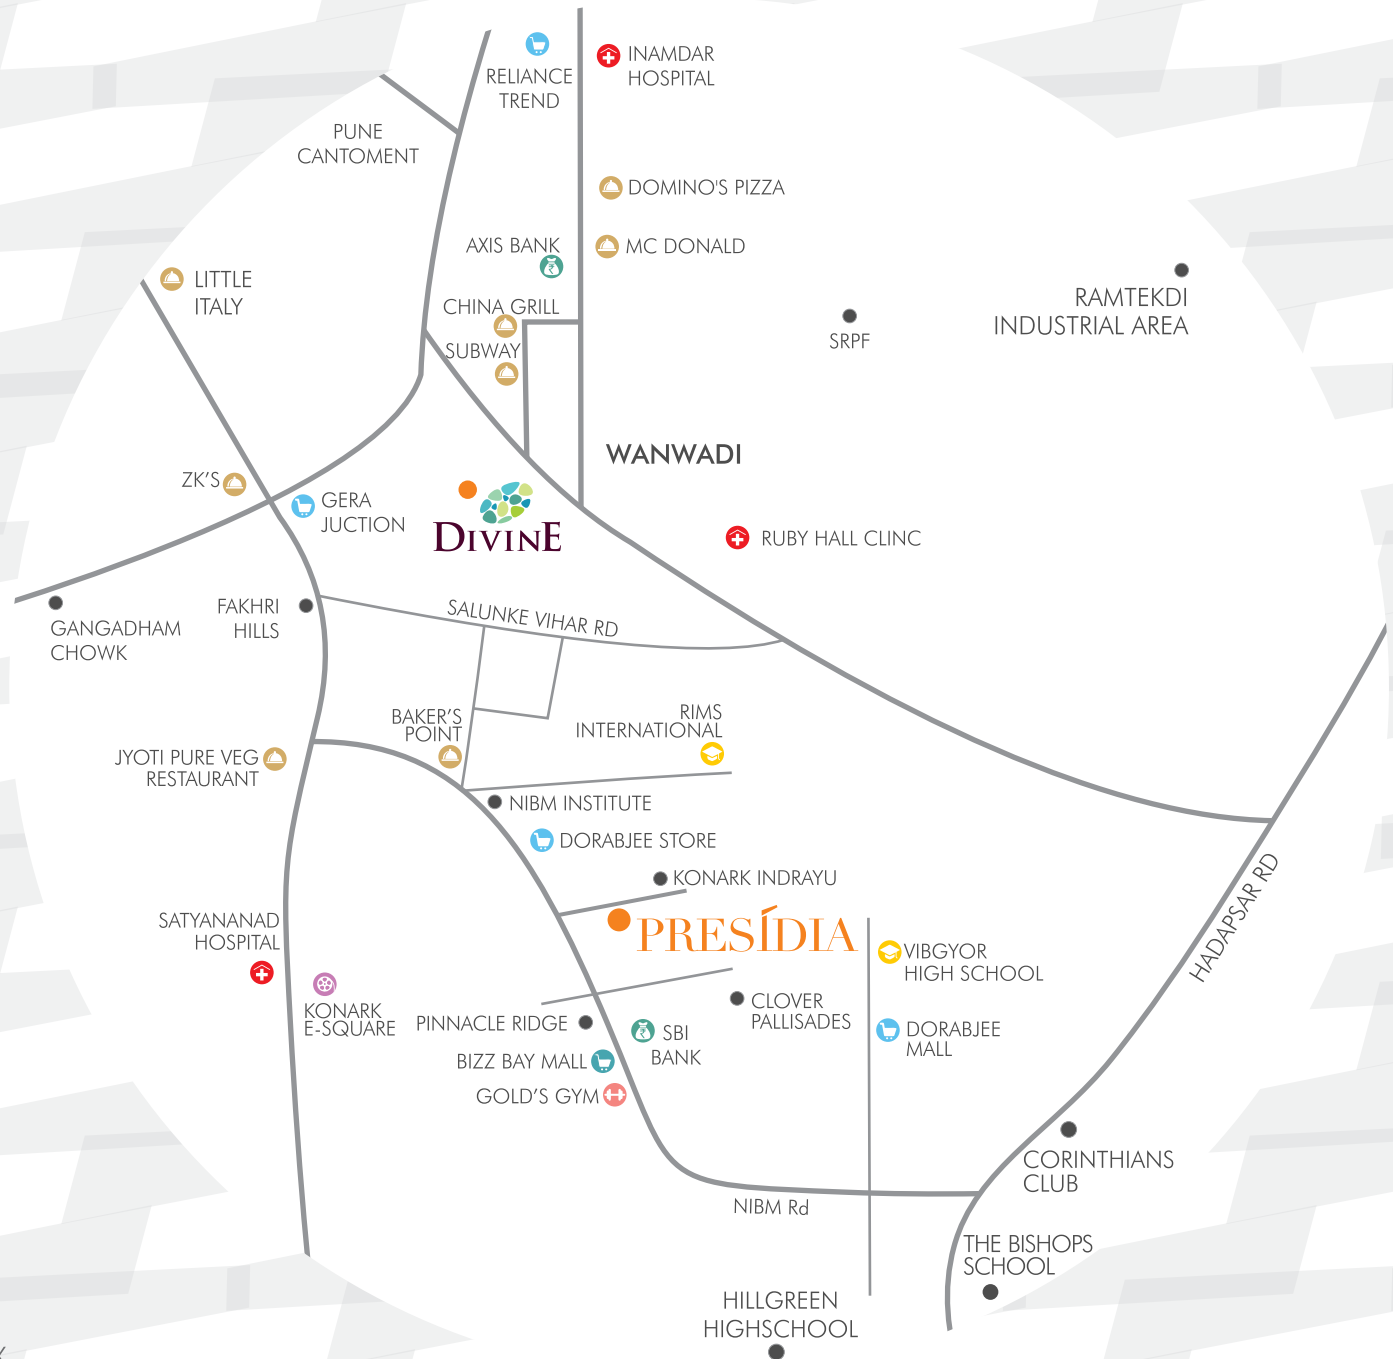 RELIANCE
TREND
INAMDAR
HOSPITAL
PUNE
CANTOMENT
DOMINO'S PIZZA
AXIS BANK
MC DONALD
LITTLE
ITALY
CHINA GRILL
SUBWAY
SRPF
RAMTEKDI
INDUSTRIAL AREA
WANWADI
ZK'S
GERA
JUCTION
DIVINE
RUBY HALL CLINC
GANGADHAM
CHOWK
FAKHRI
HILLS
SALUNKE VIHAR RD
BAKER'S
POINT
RIMS
INTERNATIONAL
JYOTI PURE VEG
RESTAURANT
NIBM INSTITUTE
DORABJEE STORE
KONARK INDRAYU
HADAPSAR RD
SATYANANAD
HOSPITAL
PRESÍDIA
VIBGYOR
HIGH SCHOOL
KONARK
E-SQUARE
PINNACLE RIDGE
CLOVER
PALLISADES
SBI
BANK
DORABJEE
MALL
BIZZ BAY MALL
GOLD'S GYM
CORINTHIANS
CLUB
NIBM Rd
THE BISHOPS
SCHOOL
HILLGREEN
HIGHSCHOOL